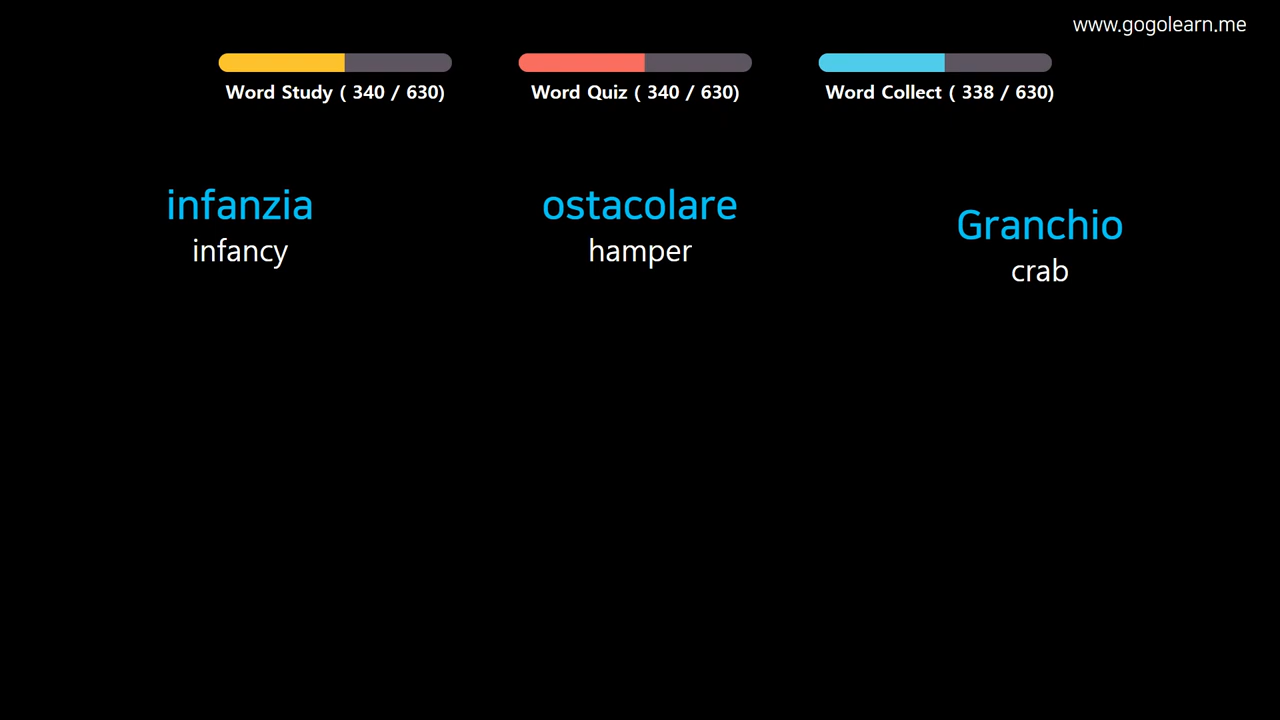 www.gogolearn.me
Word Study ( 340 / 630)
Word Quiz ( 340 / 630)
Word Collect ( 338 / 630)
infanzia
infancy
ostacolare
hamper
Granchio
crab